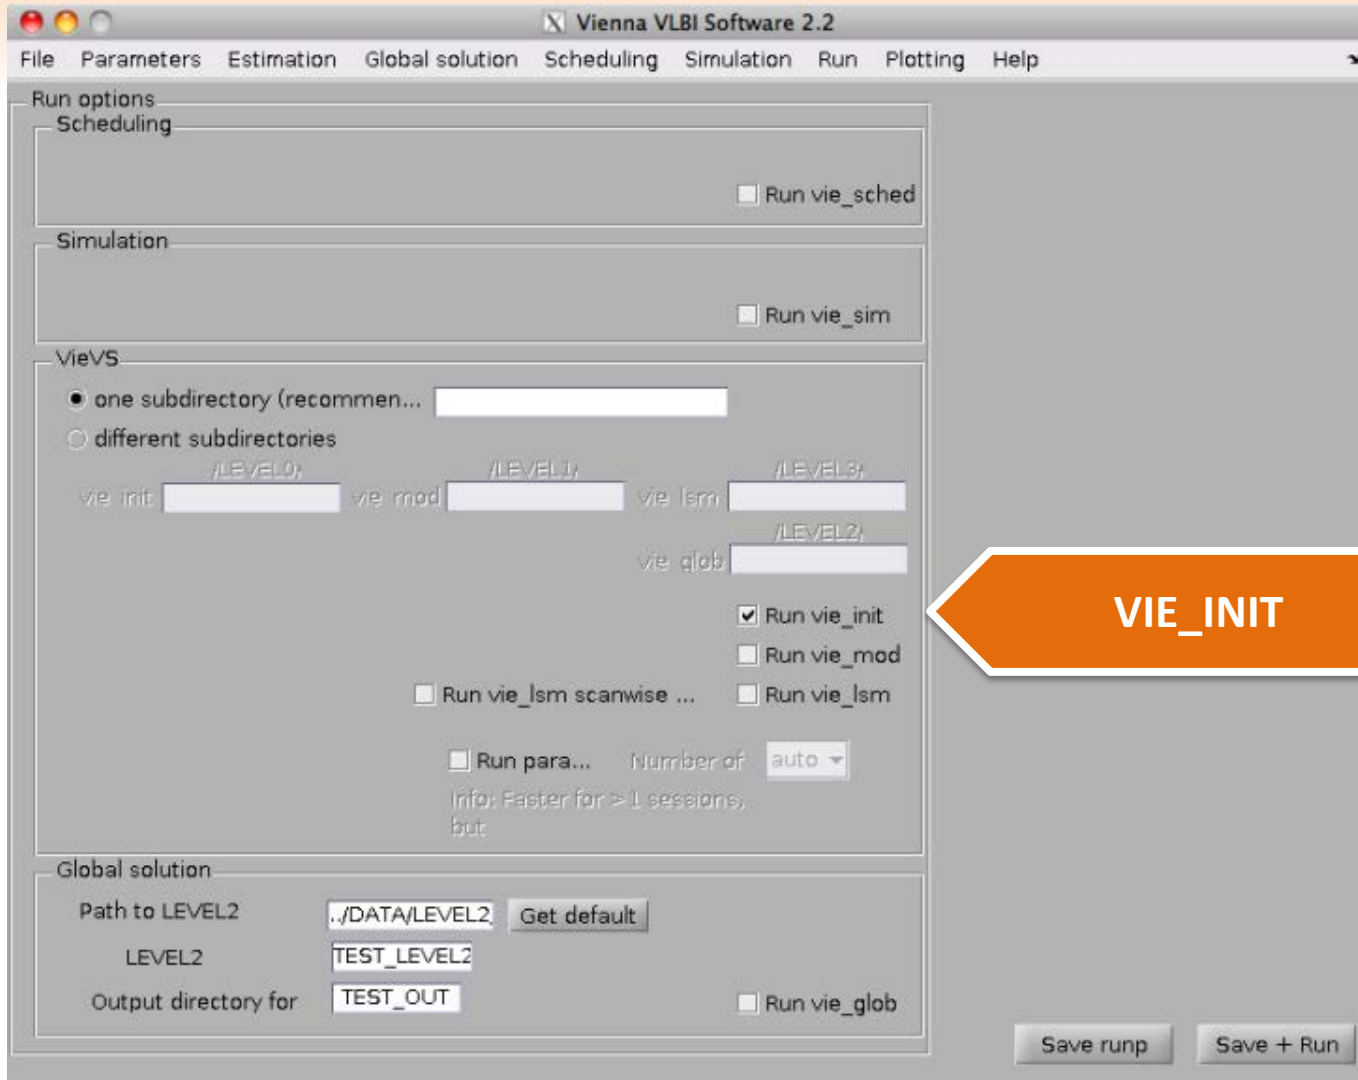 Vienna VLBI Software 2.2
File Parameters Estimation Global solution Scheduling Simulation Run Plotting Help
Run options
Scheduling
Run vie_sched
Simulation
Run vie_sim
VieVS
one subdirectory (recommen...
different subdirectories
/LEVEL0/ /LEVEL1/ /LEVEL3/
vie_init vie_mod vie_lsm
/LEVEL2/
vie_glob
Run vie_init
VIE_INIT
Run vie_mod
Run vie_lsm scanwise ... Run vie_lsm
Run para... Number of auto
Info: Faster for > 1 sessions,
but
Global solution
Path to LEVEL2 ../DATA/LEVEL2 Get default
LEVEL2 TEST_LEVEL2
Output directory for TEST_OUT Run vie_glob
Save runp Save + Run